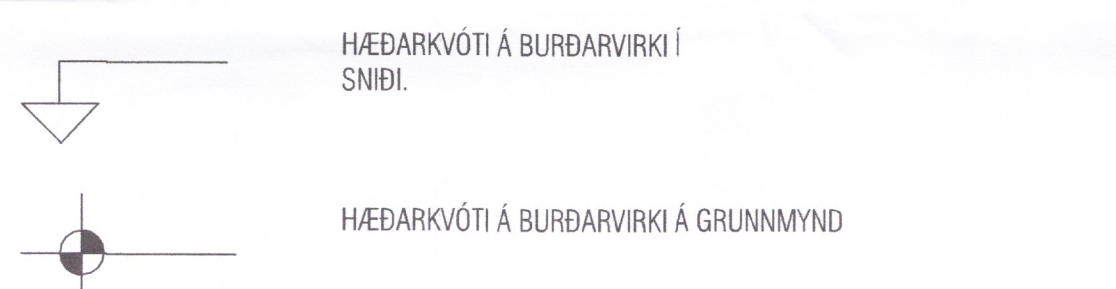 HÆÐARKVÓTI Á BURÐARVIRKI Í
SNIÐI.
HÆÐARKVÓTI Á BURÐARVIRKI Á GRUNNMYND